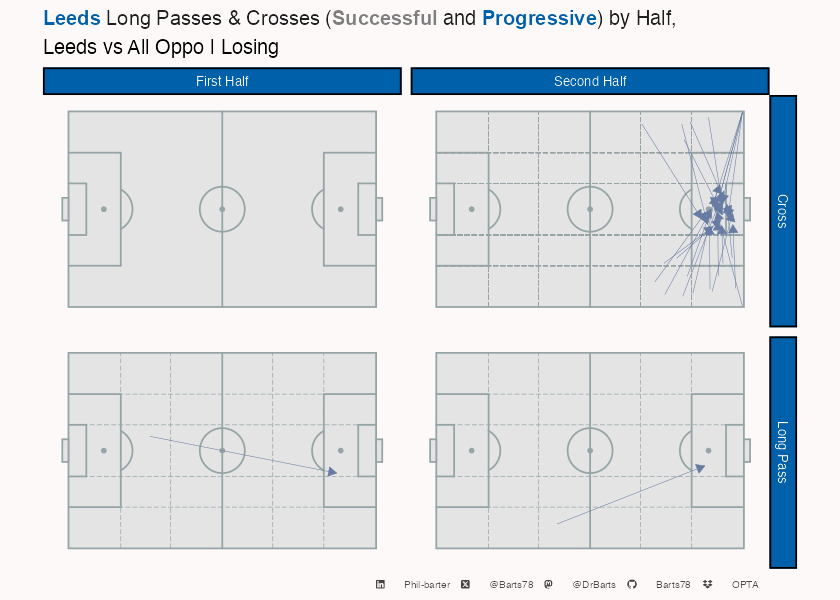 Leeds Long Passes & Crosses (Successful and Progressive) by Half,
Leeds vs All Oppo | Losing
First Half
Second Half
Cross
Long Pass
Phil-barter @Barts78 @DrBarts Barts78 OPTA